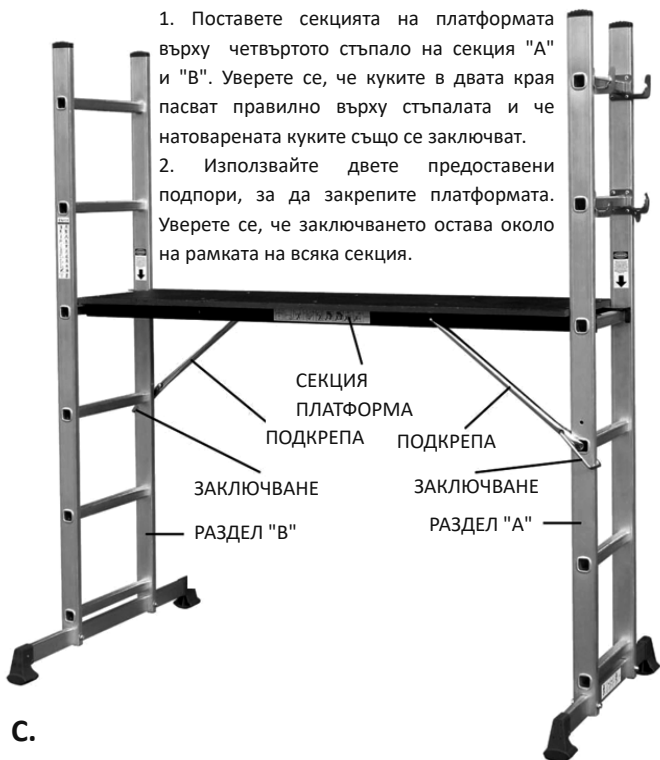 1. Поставете секцията на платформата
върху четвъртото стъпало на секция "А"
и "В". Уверете се, че куките в двата края
пасват правилно върху стъпалата и че
натоварената куките също се заключват.
2. Използвайте двете предоставени
подпори, за да закрепите платформата.
Уверете се, че заключването остава около
на рамката на всяка секция.
СЕКЦИЯ
ПЛАТФОРМА
ПОДКРЕПА ПОДКРЕПА
ЗАКЛЮЧВАНЕ ЗАКЛЮЧВАНЕ
РАЗДЕЛ "В" РАЗДЕЛ "А"
C.